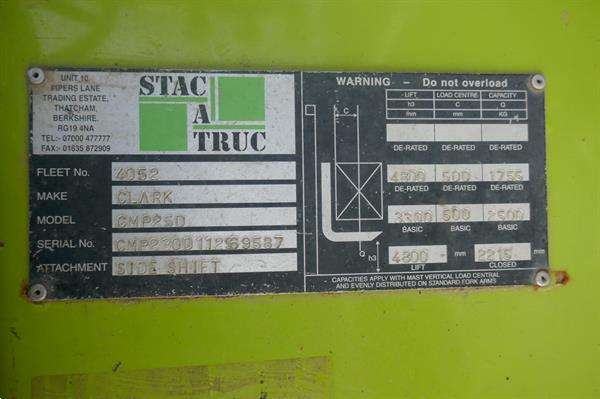 UNIT 10,
PIPERS LANE
TRADING ESTATE,
THATCHAM,
BERKSHIRE.
RG19 4NA
TEL:- 07000 477777
FAX:- 01635 872909
STAC
A
TRUC
FLEET No. 4052
MAKE CLARK
MODEL CMP25D
SERIAL No.
ATTACHMENT SIDE SHIFT
WARNING - Do not overload
LIFT LOAD CENTRE CAPACITY
h3 C Q
mm mm KG
DE-RATED DE-RATED DE-RATED
4800 500 1755
DE-RATED DE-RATED DE-RATED
3300 500 2500
BASIC BASIC BASIC
C
Q
h3
4800 mm 2215 mm
LIFT CLOSED
CAPACITIES APPLY WITH MAST VERTICAL LOAD CENTRAL
AND EVENLY DISTRIBUTED ON STANDARD FORK ARMS